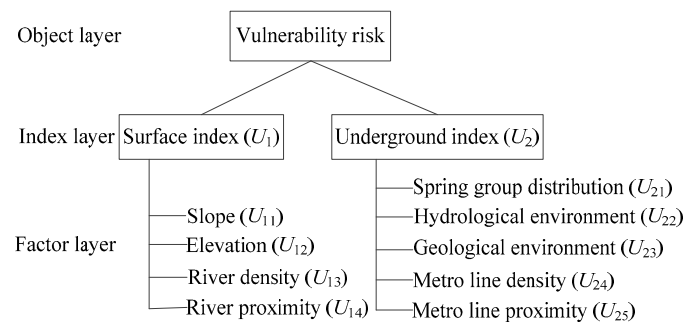 Object layer
Vulnerability risk
Index layer
Surface index (U₁)
Underground index (U₂)
Factor layer
Slope (U₁₁)
Elevation (U₁₂)
River density (U₁₃)
River proximity (U₁₄)
Spring group distribution (U₂₁)
Hydrological environment (U₂₂)
Geological environment (U₂₃)
Metro line density (U₂₄)
Metro line proximity (U₂₅)